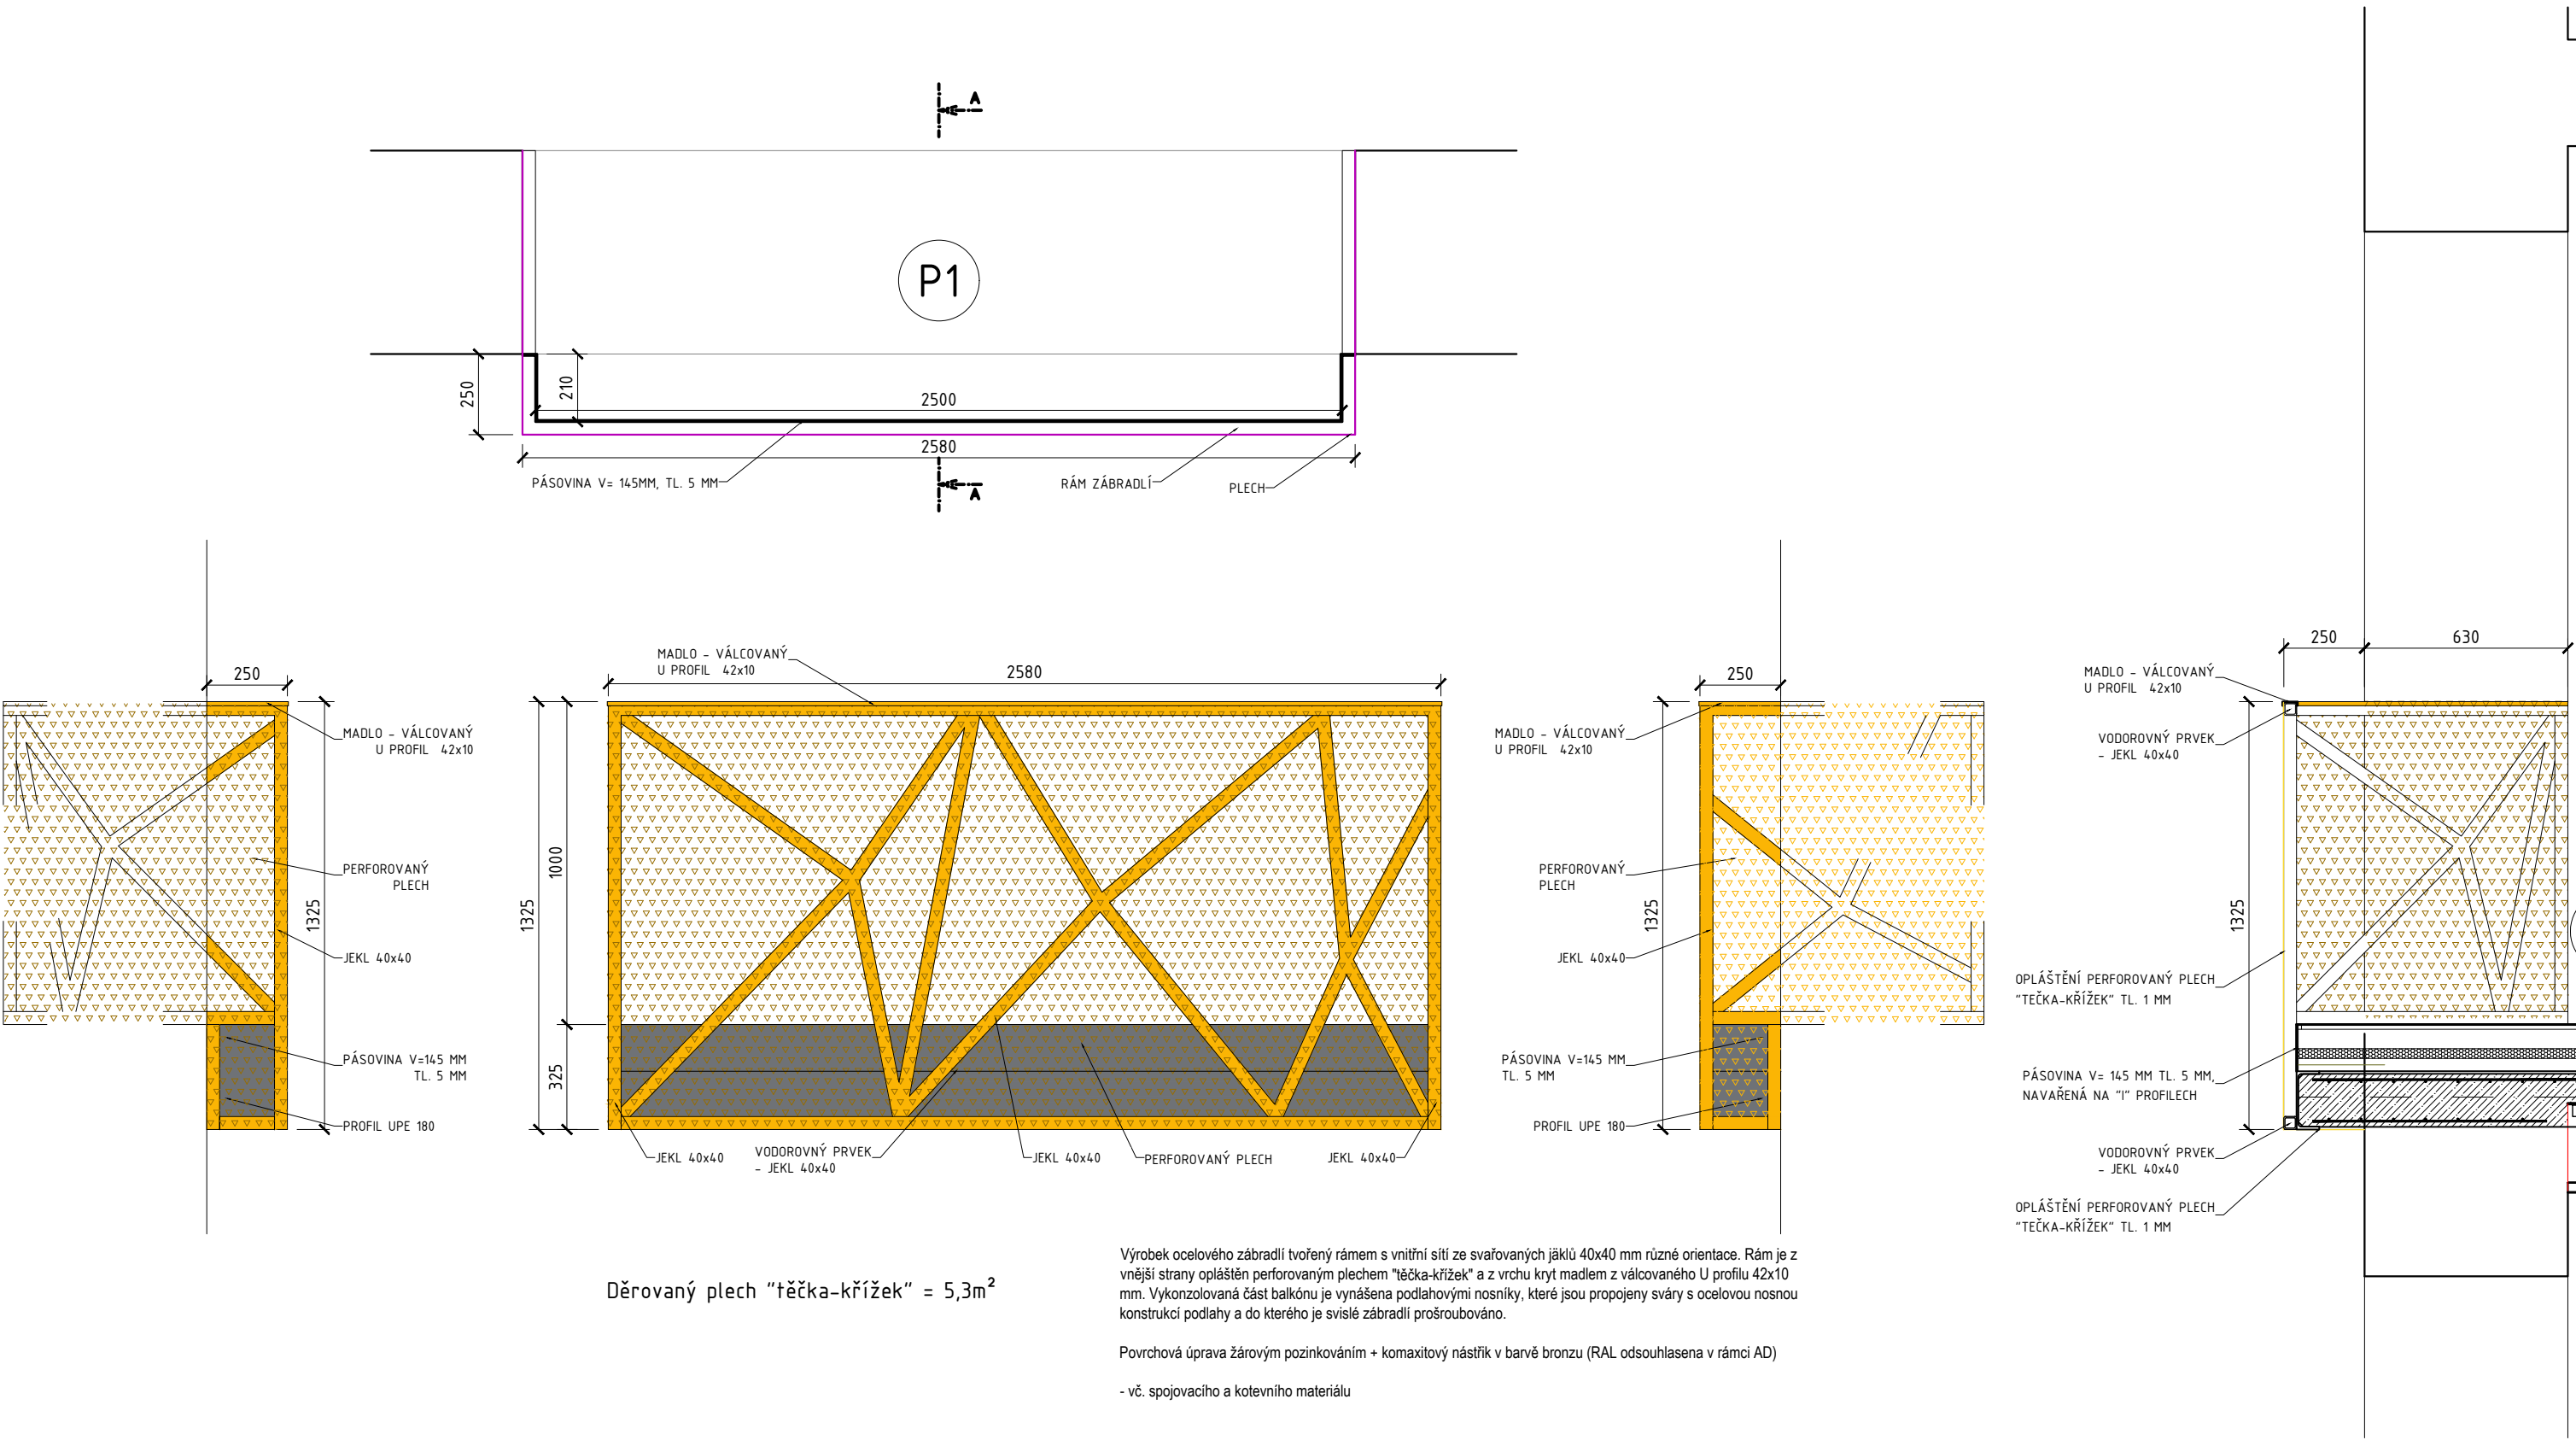 A
P1
250
210
2500
2580
PÁSOVINA V= 145MM, TL. 5 MM
A
RÁM ZÁBRADLÍ
PLECH
250
MADLO - VÁLCOVANÝ
U PROFIL 42x10
PERFOROVANÝ
PLECH
1325
JEKL 40x40
PÁSOVINA V=145 MM
TL. 5 MM
PROFIL UPE 180
MADLO - VÁLCOVANÝ
U PROFIL 42x10
2580
1325
1000
325
JEKL 40x40
VODOROVNÝ PRVEK
- JEKL 40x40
JEKL 40x40
PERFOROVANÝ PLECH
JEKL 40x40
250
MADLO - VÁLCOVANÝ
U PROFIL 42x10
PERFOROVANÝ
PLECH
1325
JEKL 40x40
PÁSOVINA V=145 MM
TL. 5 MM
PROFIL UPE 180
250
630
MADLO - VÁLCOVANÝ
U PROFIL 42x10
VODOROVNÝ PRVEK
- JEKL 40x40
1325
OPLÁŠTĚNÍ PERFOROVANÝ PLECH
"TEČKA-KŘÍŽEK" TL. 1 MM
PÁSOVINA V= 145 MM TL. 5 MM,
NAVAŘENÁ NA "I" PROFILECH
VODOROVNÝ PRVEK
- JEKL 40x40
OPLÁŠTĚNÍ PERFOROVANÝ PLECH
"TEČKA-KŘÍŽEK" TL. 1 MM
Děrovaný plech "těčka-křížek" = 5,3m²
Výrobek ocelového zábradlí tvořený rámem s vnitřní sítí ze svařovaných jäklů 40x40 mm různé orientace. Rám je z
vnější strany opláštěn perforovaným plechem "těčka-křížek" a z vrchu kryt madlem z válcovaného U profilu 42x10
mm. Vykonzolovaná část balkónu je vynášena podlahovými nosníky, které jsou propojeny sváry s ocelovou nosnou
konstrukcí podlahy a do kterého je svislé zábradlí prošroubováno.
Povrchová úprava žárovým pozinkováním + komaxitový nástřik v barvě bronzu (RAL odsouhlasena v rámci AD)
- vč. spojovacího a kotevního materiálu